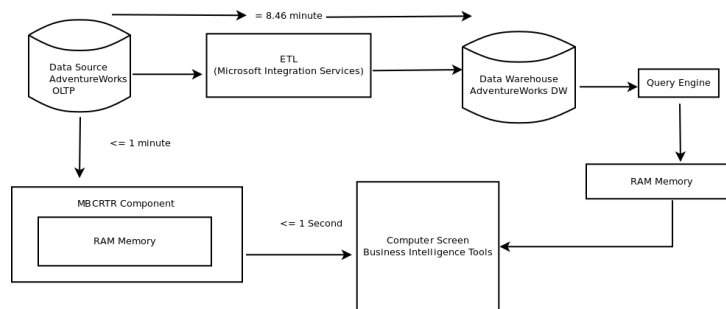 = 8.46 minute
Data Source
AdventureWorks
OLTP
ETL
(Microsoft Integration Services)
Data Warehouse
AdventureWorks DW
Query Engine
<= 1 minute
RAM Memory
MBCRTR Component
RAM Memory
<= 1 Second
Computer Screen
Business Intelligence Tools